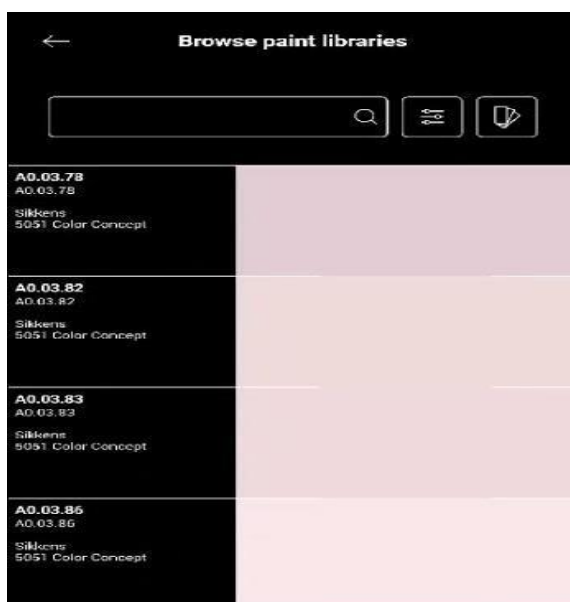 Browse paint libraries
A0.03.78
A0.03.78
Sikkens
5051 Color Concept
A0.03.82
A0.03.82
Sikkens
5051 Color Concept
A0.03.83
A0.03.83
Sikkens
5051 Color Concept
A0.03.86
A0.03.86
Sikkens
5051 Color Concept